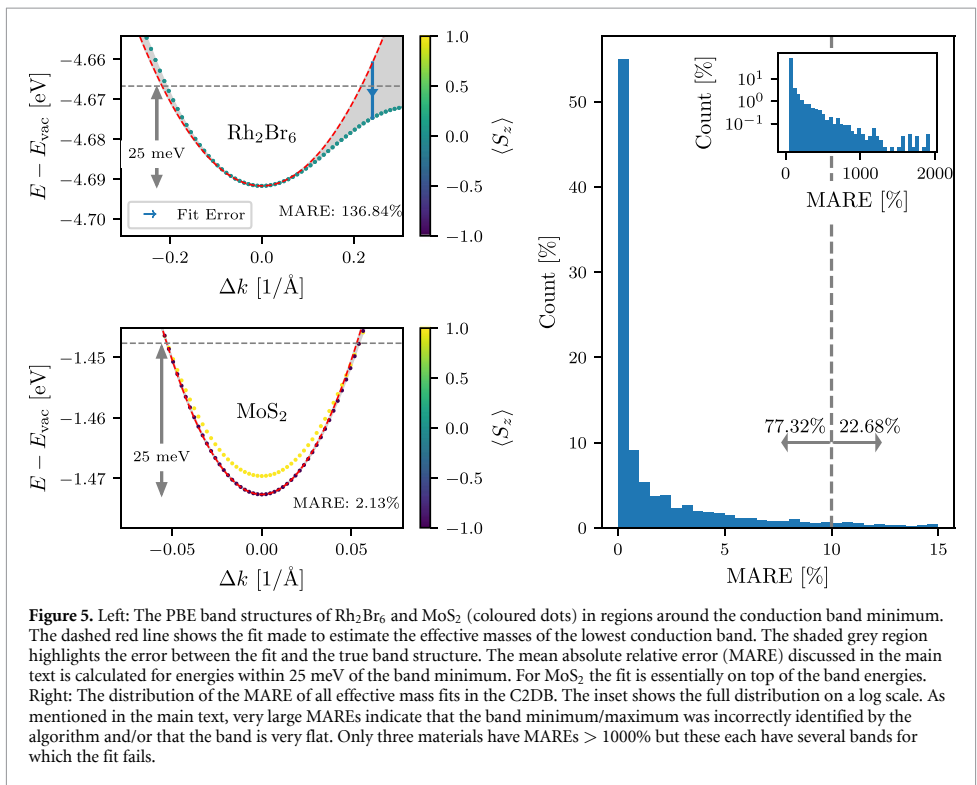 −4.66
−4.67
−4.68
−4.69
−4.70
E − Evac [eV]
25 meV
Rh₂Br₆
Fit Error
MARE: 136.84%
−0.2
0.0
0.2
Δk [1/Å]
1.0
0.5
0.0
−0.5
−1.0
⟨Sz⟩
−1.45
−1.46
−1.47
E − Evac [eV]
25 meV
MoS₂
MARE: 2.13%
−0.05
0.00
0.05
Δk [1/Å]
1.0
0.5
0.0
−0.5
−1.0
⟨Sz⟩
50
40
30
20
10
0
Count [%]
77.32%
22.68%
0
5
10
15
MARE [%]
10¹
10⁰
10⁻¹
Count [%]
0
1000
2000
MARE [%]
Figure 5. Left: The PBE band structures of Rh₂Br₆ and MoS₂ (coloured dots) in regions around the conduction band minimum.
The dashed red line shows the fit made to estimate the effective masses of the lowest conduction band. The shaded grey region
highlights the error between the fit and the true band structure. The mean absolute relative error (MARE) discussed in the main
text is calculated for energies within 25 meV of the band minimum. For MoS₂ the fit is essentially on top of the band energies.
Right: The distribution of the MARE of all effective mass fits in the C2DB. The inset shows the full distribution on a log scale. As
mentioned in the main text, very large MAREs indicate that the band minimum/maximum was incorrectly identified by the
algorithm and/or that the band is very flat. Only three materials have MAREs > 1000% but these each have several bands for
which the fit fails.